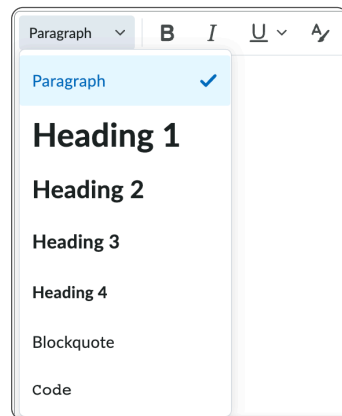 Paragraph B I U A
Paragraph
Heading 1
Heading 2
Heading 3
Heading 4
Blockquote
Code